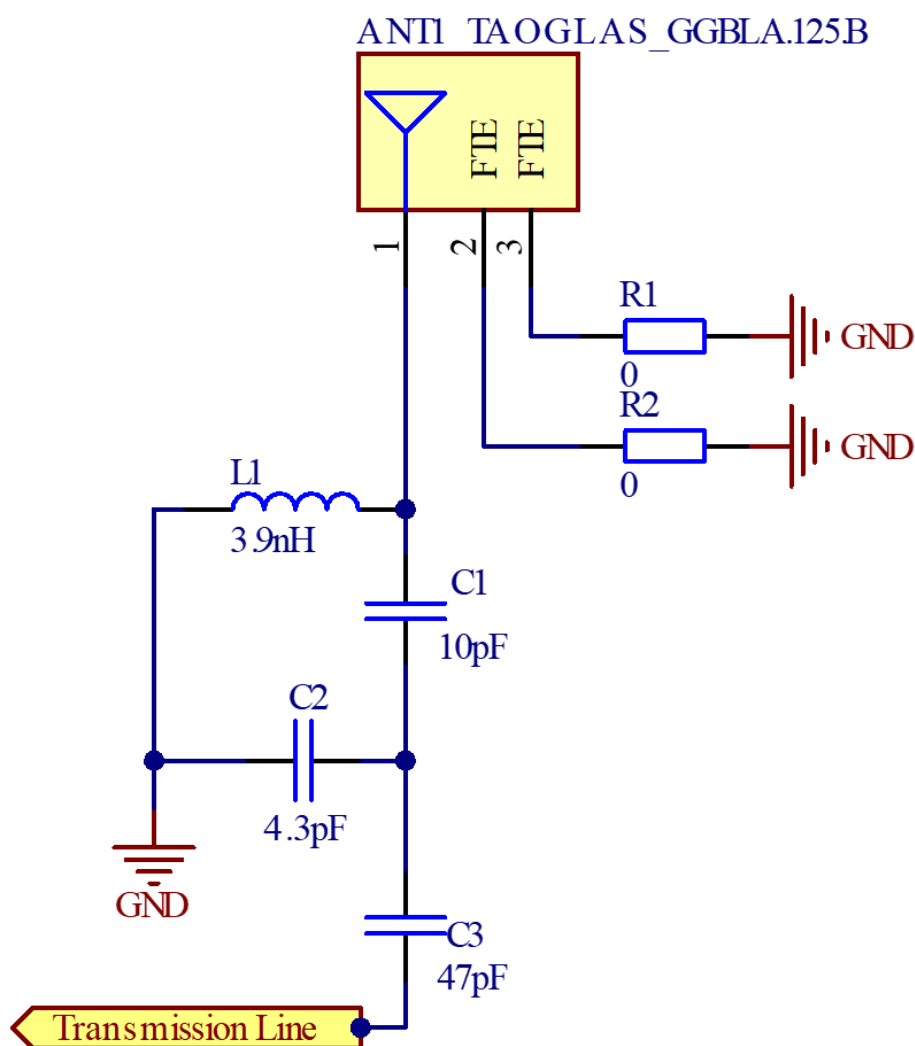 ANT1 TAOGLAS_GGBLA.125.B
FTE
FTE
1
2
3
R1
0
GND
R2
0
GND
L1
3.9nH
C1
10pF
C2
4.3pF
GND
C3
47pF
Transmission Line